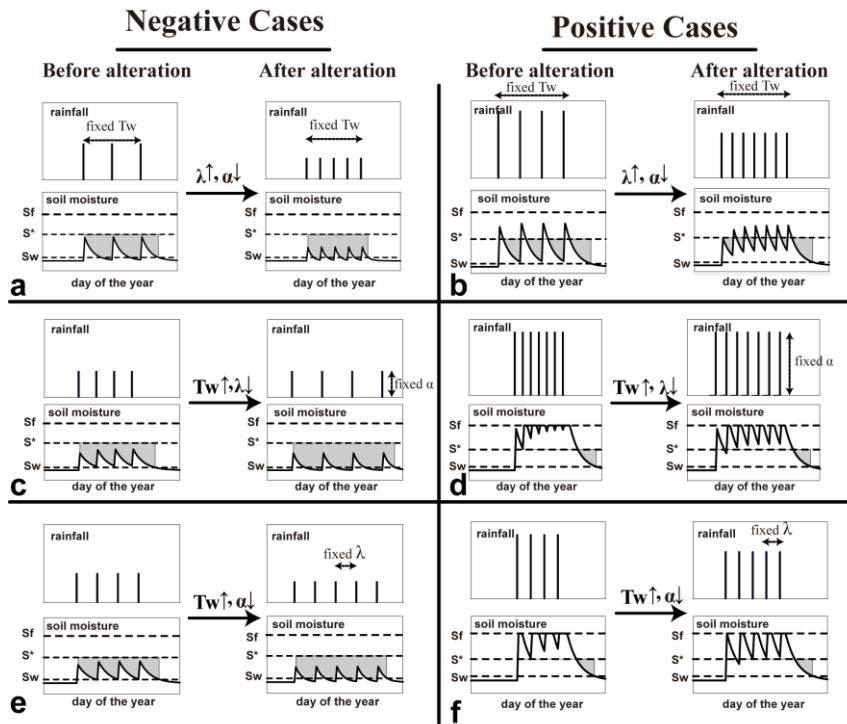 Negative Cases
Positive Cases
Before alteration
After alteration
Before alteration
After alteration
rainfall
fixed Tw
rainfall
fixed Tw
λ↑, α↓
soil moisture
Sf
S*
Sw
day of the year
soil moisture
Sf
S*
Sw
day of the year
a
fixed Tw
rainfall
fixed Tw
rainfall
λ↑, α↓
soil moisture
Sf
S*
Sw
day of the year
soil moisture
Sf
S*
Sw
day of the year
b
rainfall
rainfall
fixed α
Tw↑,λ↓
soil moisture
Sf
S*
Sw
day of the year
soil moisture
Sf
S*
Sw
day of the year
c
rainfall
rainfall
fixed α
Tw↑, λ↓
soil moisture
Sf
S*
Sw
day of the year
soil moisture
Sf
S*
Sw
day of the year
d
rainfall
rainfall
fixed λ
Tw↑, α↓
soil moisture
Sf
S*
Sw
day of the year
soil moisture
Sf
S*
Sw
day of the year
e
rainfall
rainfall
fixed λ
Tw↑, α↓
soil moisture
Sf
S*
Sw
day of the year
soil moisture
Sf
S*
Sw
day of the year
f